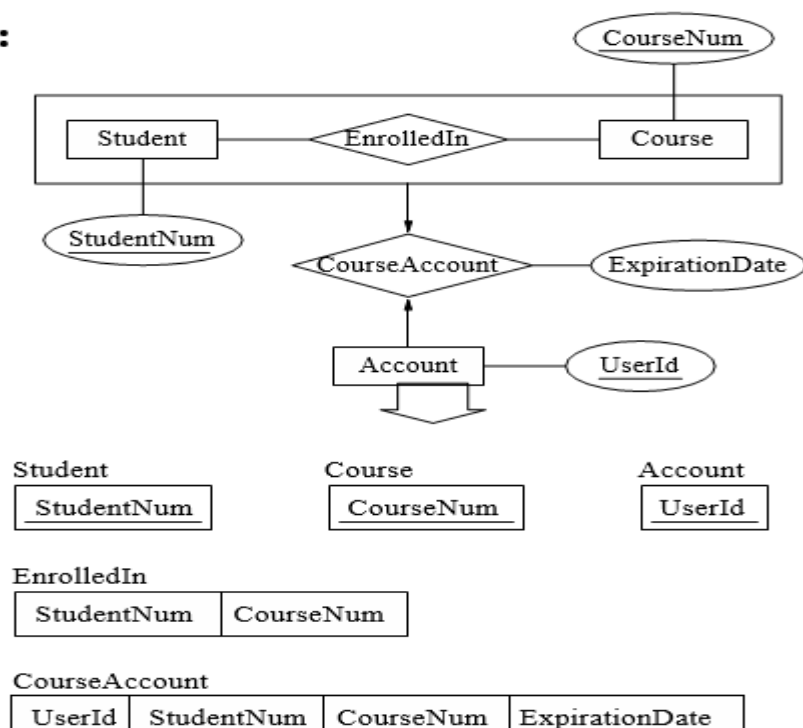 :
CourseNum
Student EnrolledIn Course
StudentNum
CourseAccount ExpirationDate
Account UserId
Student Course Account
StudentNum CourseNum UserId
EnrolledIn
StudentNum CourseNum
CourseAccount
UserId StudentNum CourseNum ExpirationDate